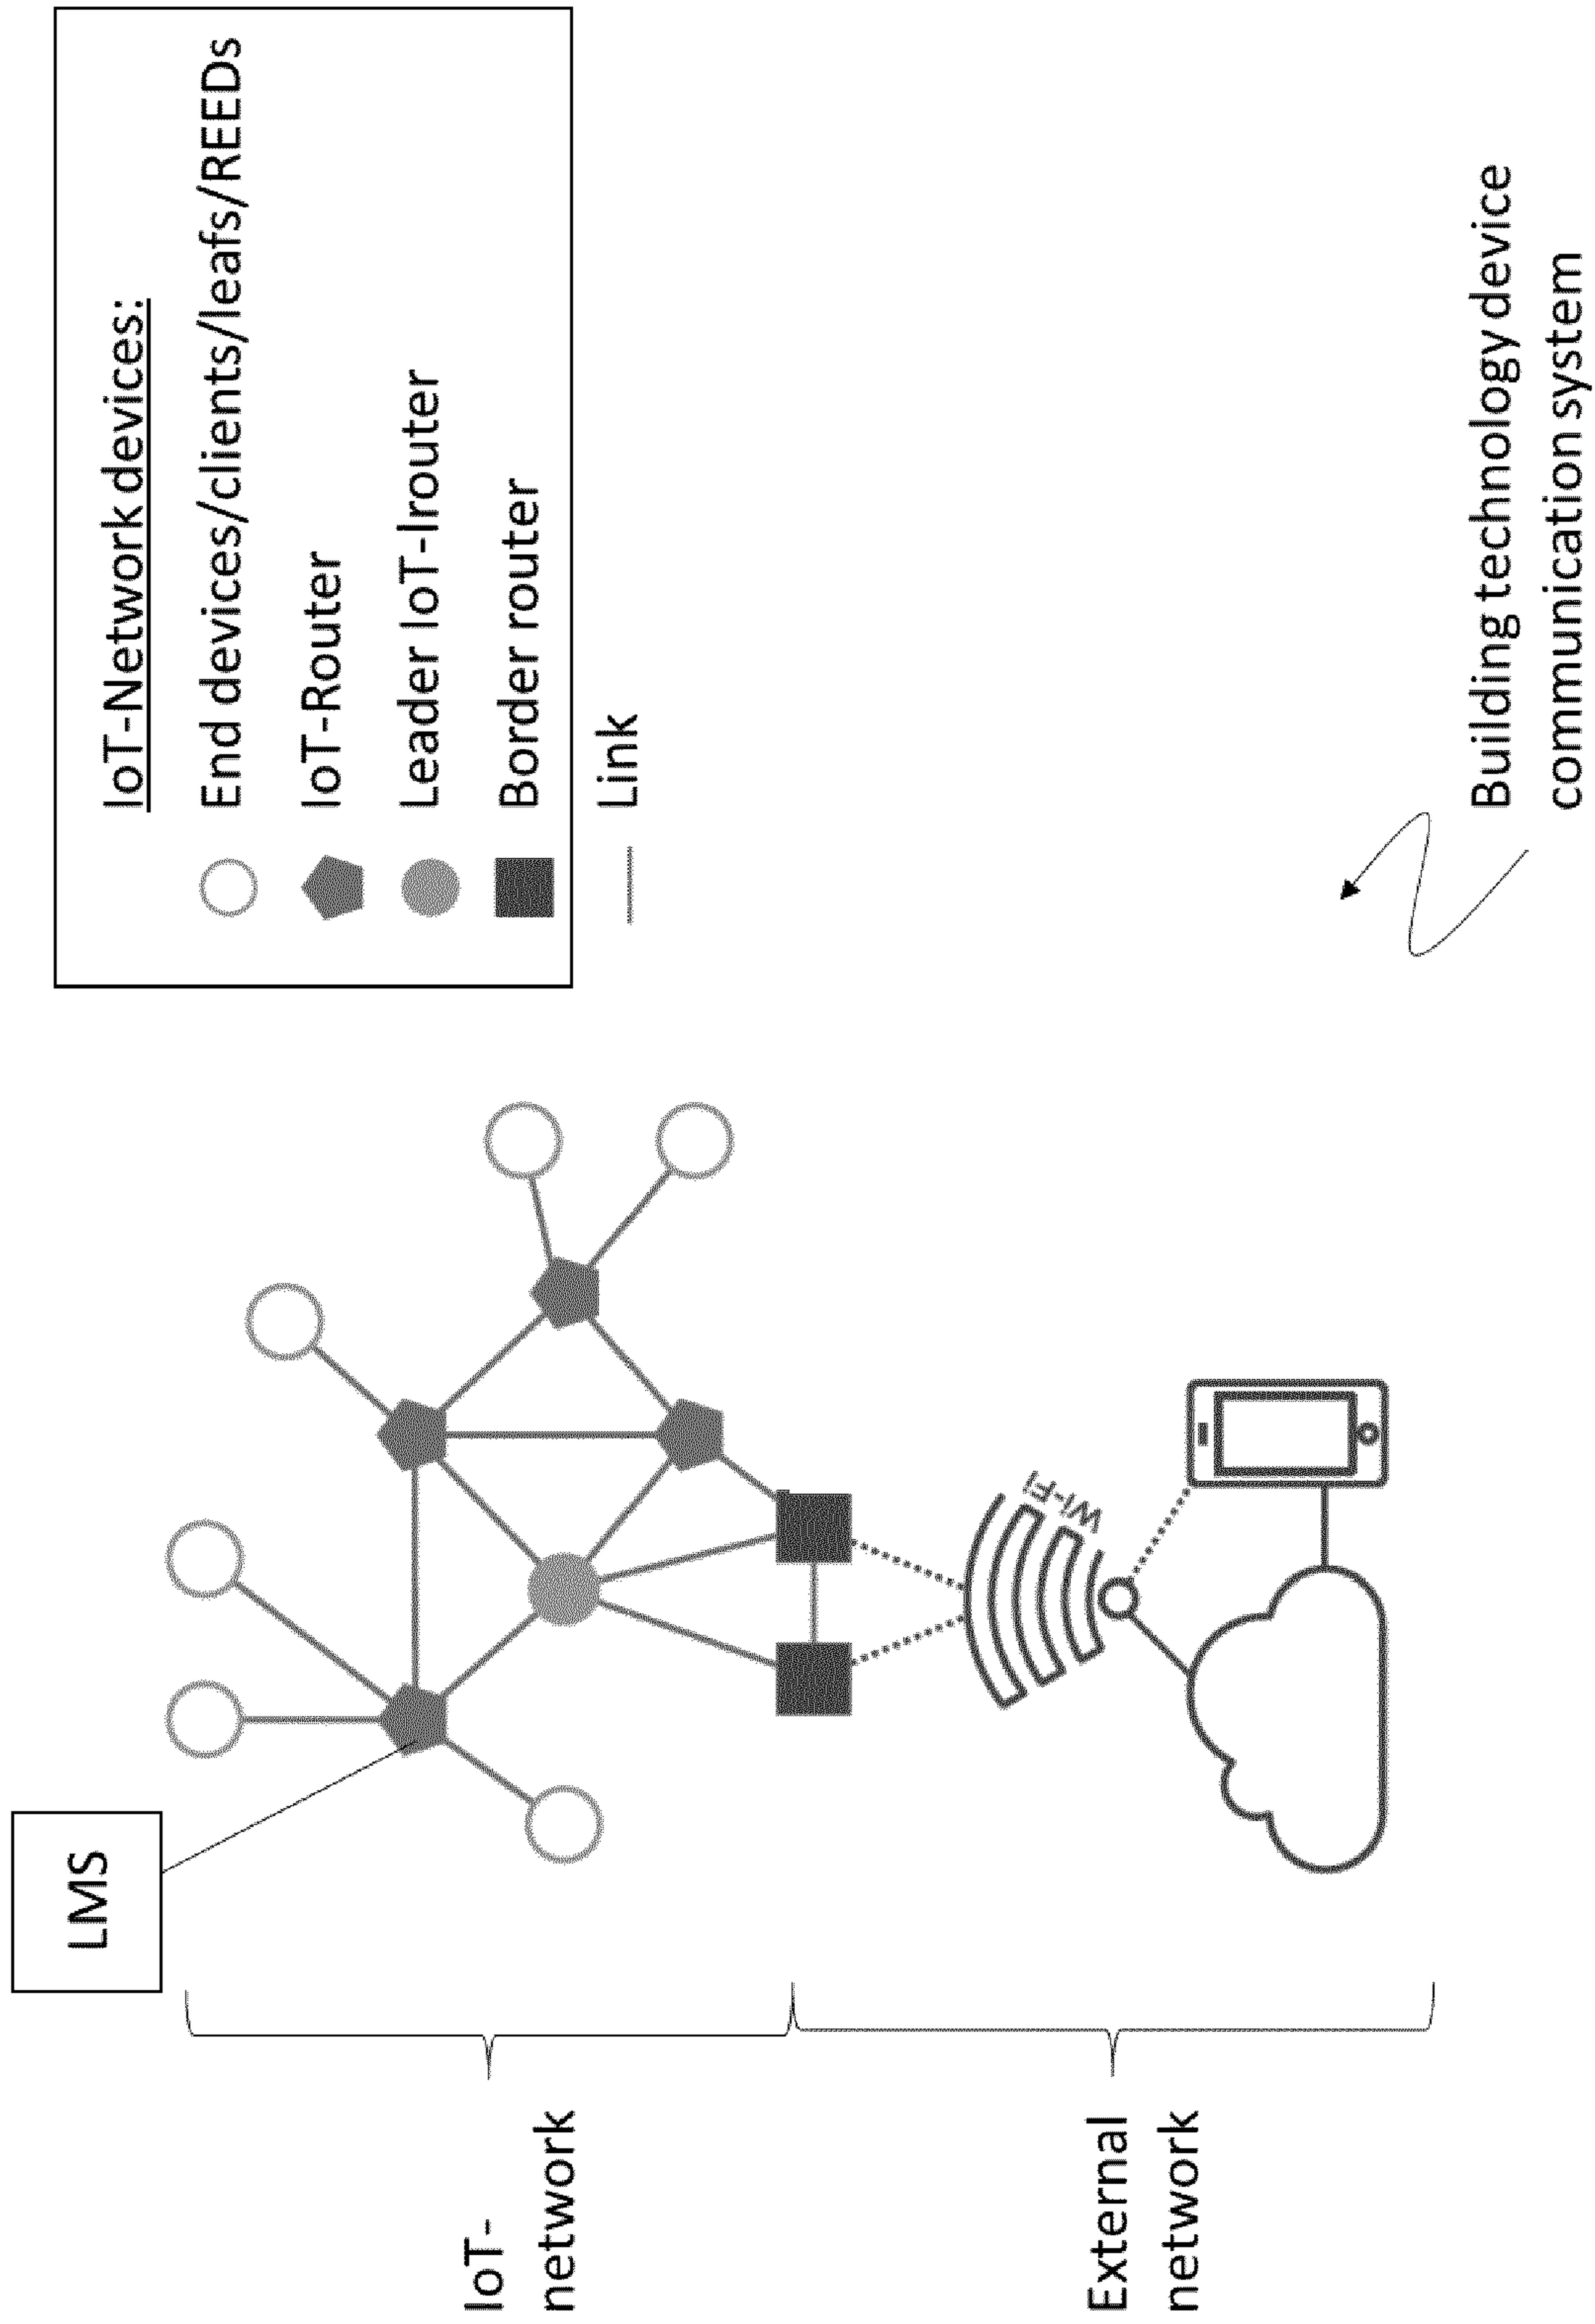 LMS
IoT-
network
External
network
Wi-Fi
IoT-Network devices:
End devices/clients/leafs/REEDs
IoT-Router
Leader IoT-Irouter
Border router
Link
Building technology device
communication system